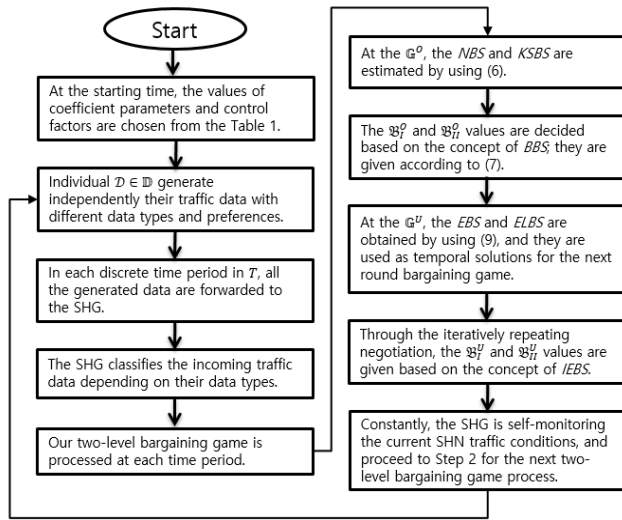 Start
At the starting time, the values of
coefficient parameters and control
factors are chosen from the Table 1.
Individual 𝒟 ∈ 𝔻 generate
independently their traffic data with
different data types and preferences.
In each discrete time period in T, all
the generated data are forwarded to
the SHG.
The SHG classifies the incoming traffic
data depending on their data types.
Our two-level bargaining game is
processed at each time period.
At the 𝔾^O, the NBS and KSBS are
estimated by using (6).
The 𝔅_I^O and 𝔅_II^O values are decided
based on the concept of BBS; they are
given according to (7).
At the 𝔾^U, the EBS and ELBS are
obtained by using (9), and they are
used as temporal solutions for the next
round bargaining game.
Through the iteratively repeating
negotiation, the 𝔅_I^U and 𝔅_II^U values are
given based on the concept of IEBS.
Constantly, the SHG is self-monitoring
the current SHN traffic conditions, and
proceed to Step 2 for the next two-
level bargaining game process.